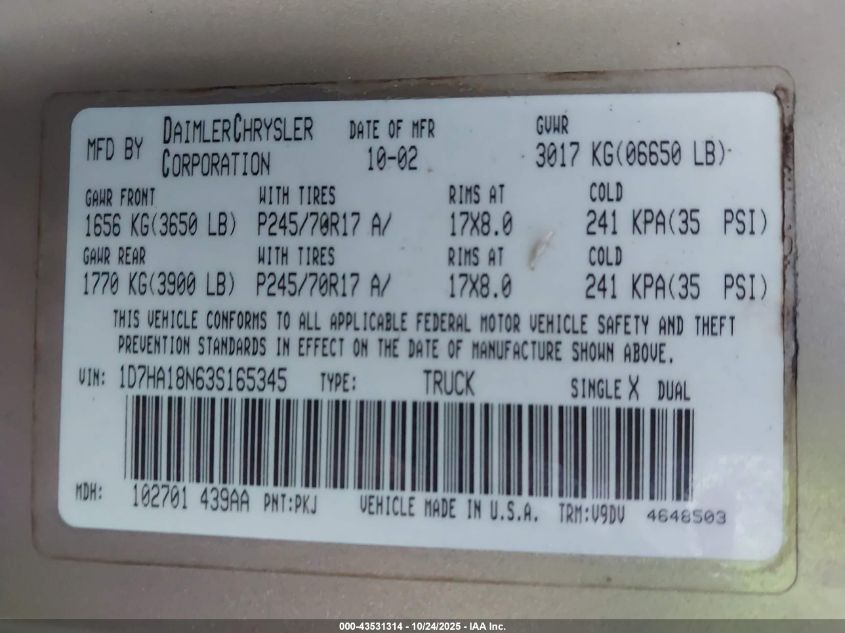 MFD BY DAIMLERCHRYSLER CORPORATION DATE OF MFR 10-02 GVWR 3017 KG(06650 LB)
GAWR FRONT WITH TIRES RIMS AT COLD
1656 KG(3650 LB) P245/70R17 A/ 17X8.0 241 KPA(35 PSI)
GAWR REAR WITH TIRES RIMS AT COLD
1770 KG(3900 LB) P245/70R17 A/ 17X8.0 241 KPA(35 PSI)
THIS VEHICLE CONFORMS TO ALL APPLICABLE FEDERAL MOTOR VEHICLE SAFETY AND THEFT
PREVENTION STANDARDS IN EFFECT ON THE DATE OF MANUFACTURE SHOWN ABOVE.
VIN: 1D7HA18N63S165345 TYPE: TRUCK SINGLE X DUAL
MDH: 102701 439AA PNT:PKJ VEHICLE MADE IN U.S.A. TRM:V9DV 4648503
000-43531314 - 10/24/2025 - IAA Inc.